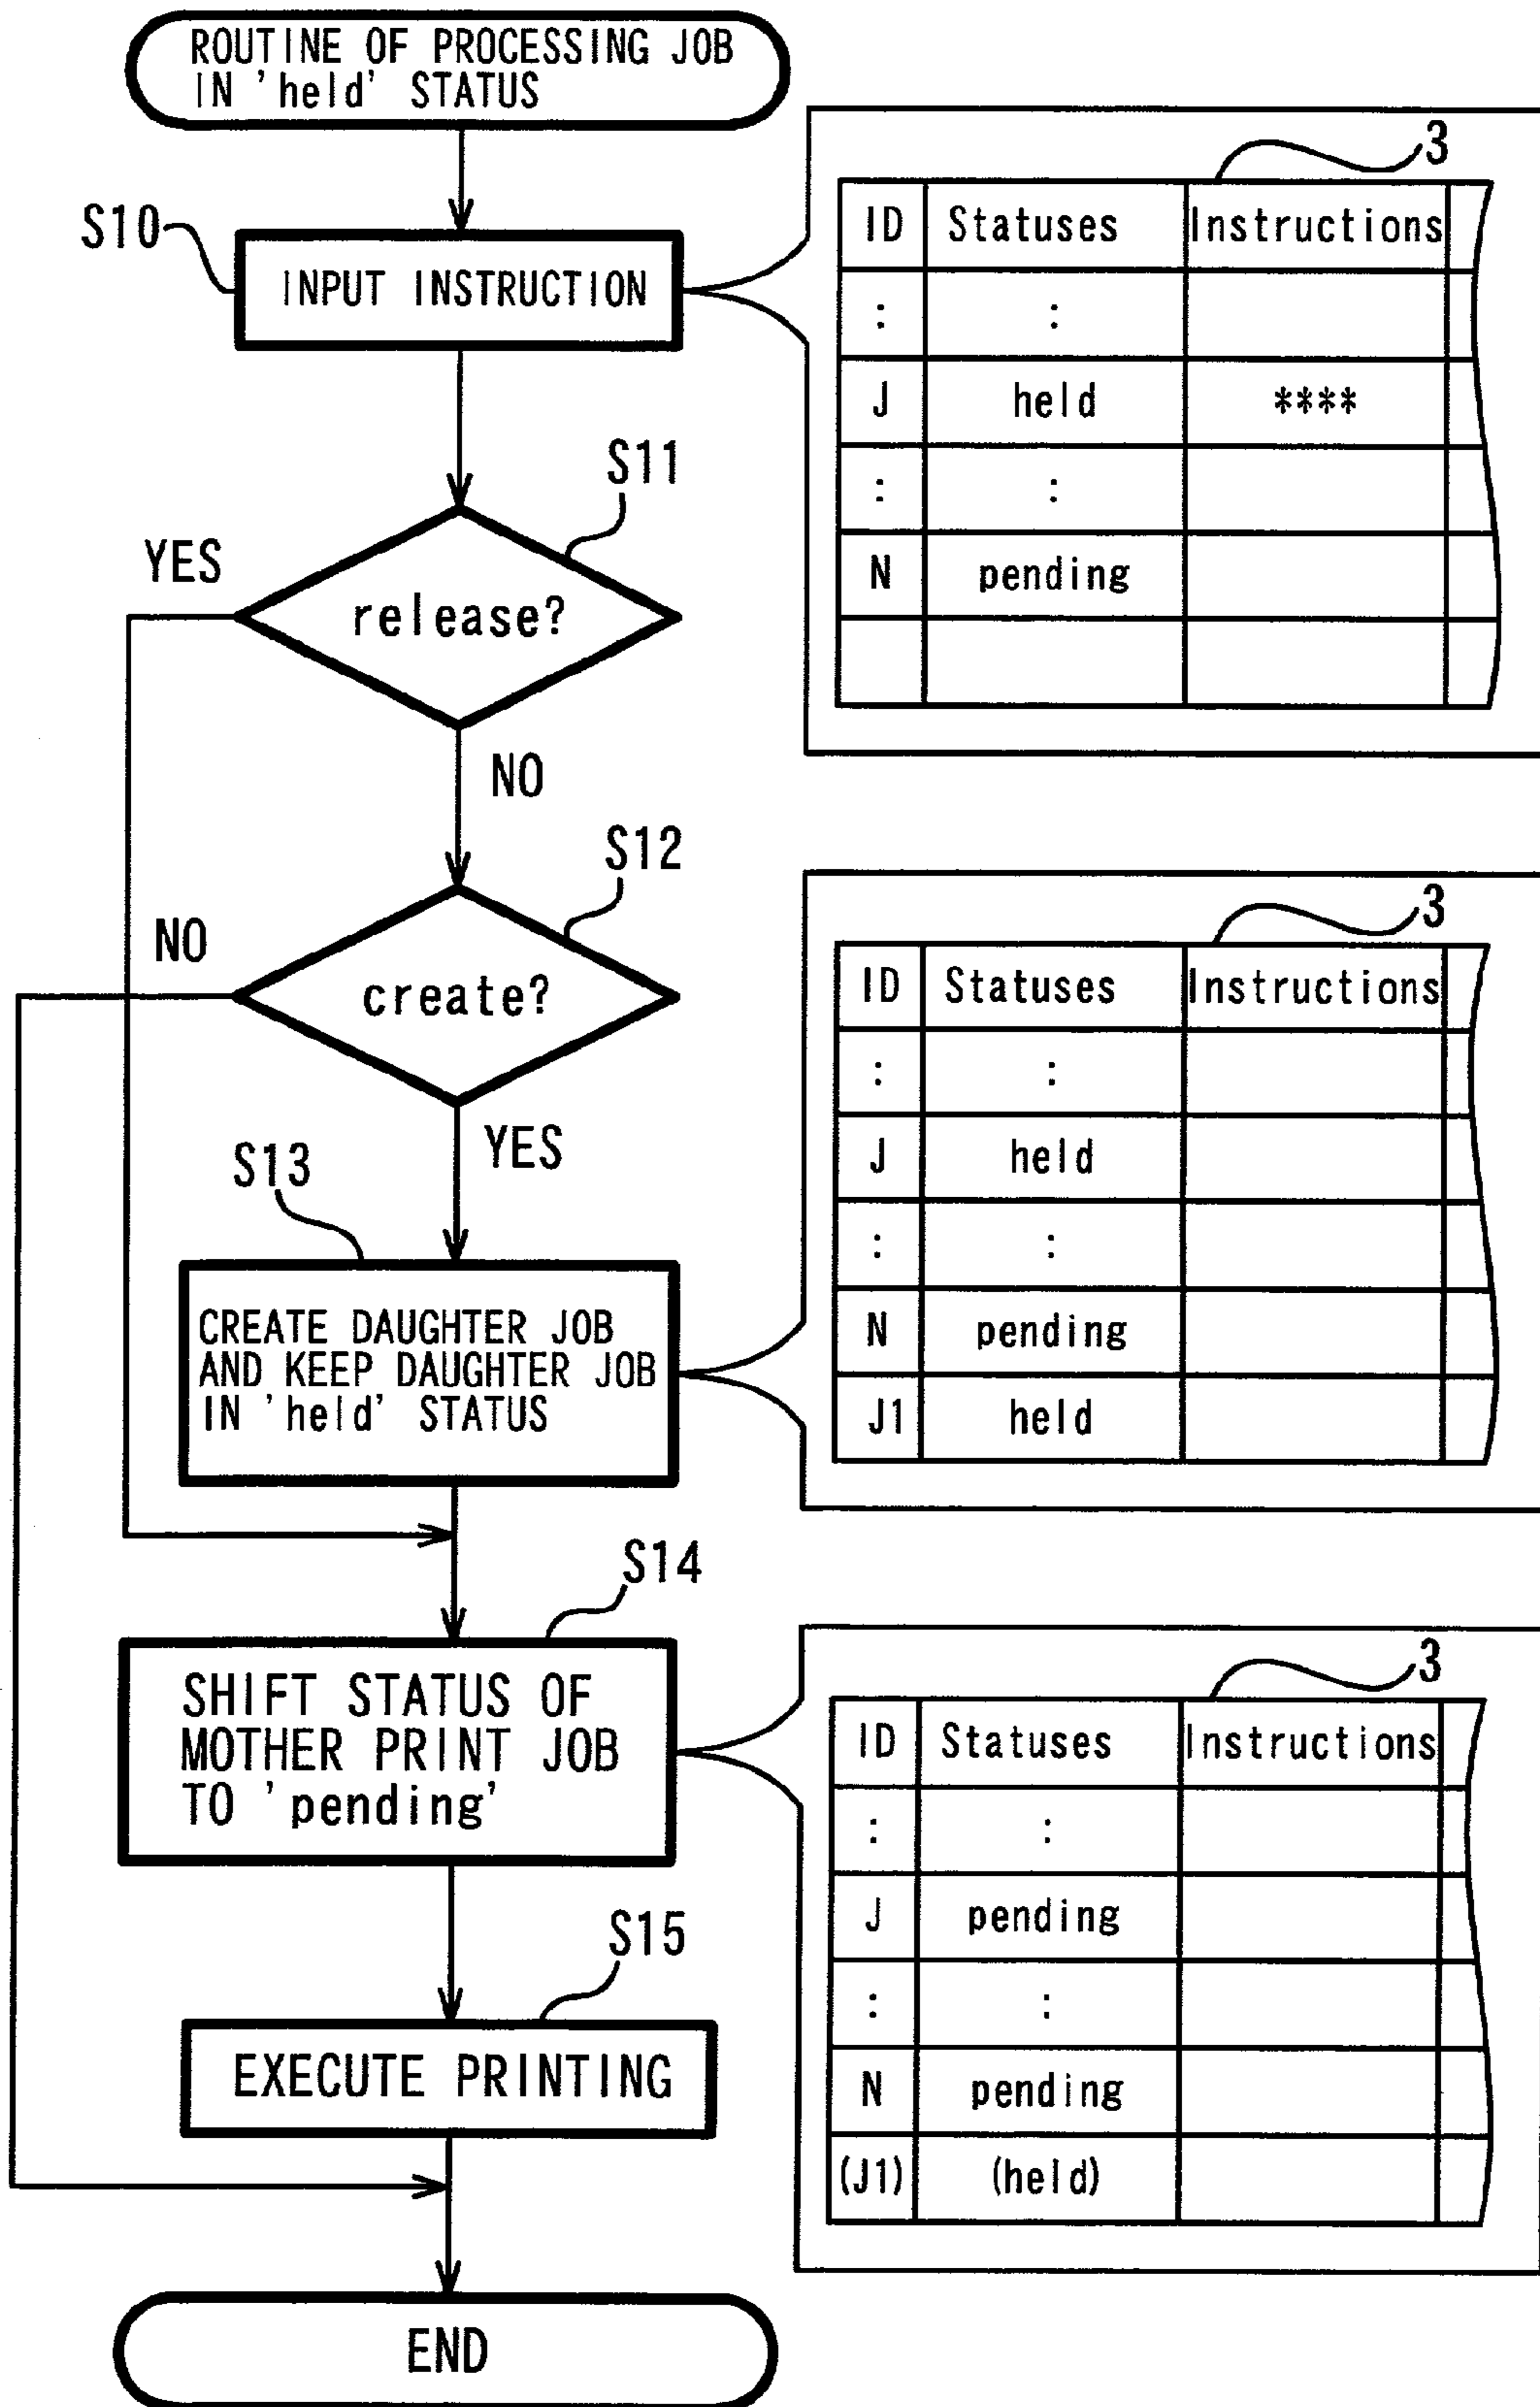 ROUTINE OF PROCESSING JOB
IN 'held' STATUS
S10
INPUT INSTRUCTION
3
ID Statuses Instructions
: :
J held ****
: :
N pending
S11
YES
release?
NO
S12
NO
create?
YES
S13
CREATE DAUGHTER JOB
AND KEEP DAUGHTER JOB
IN 'held' STATUS
3
ID Statuses Instructions
: :
J held
: :
N pending
J1 held
S14
SHIFT STATUS OF
MOTHER PRINT JOB
TO 'pending'
3
ID Statuses Instructions
: :
J pending
: :
N pending
(J1) (held)
S15
EXECUTE PRINTING
END